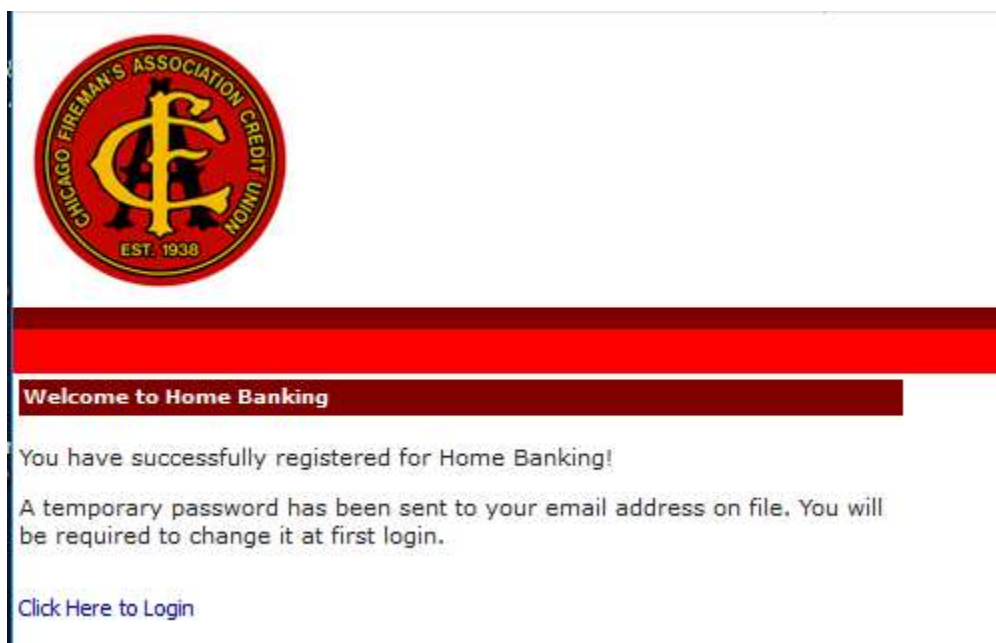 CHICAGO FIREMAN'S ASSOCIATION CREDIT UNION
EST. 1938
Welcome to Home Banking
You have successfully registered for Home Banking!
A temporary password has been sent to your email address on file. You will
be required to change it at first login.
Click Here to Login